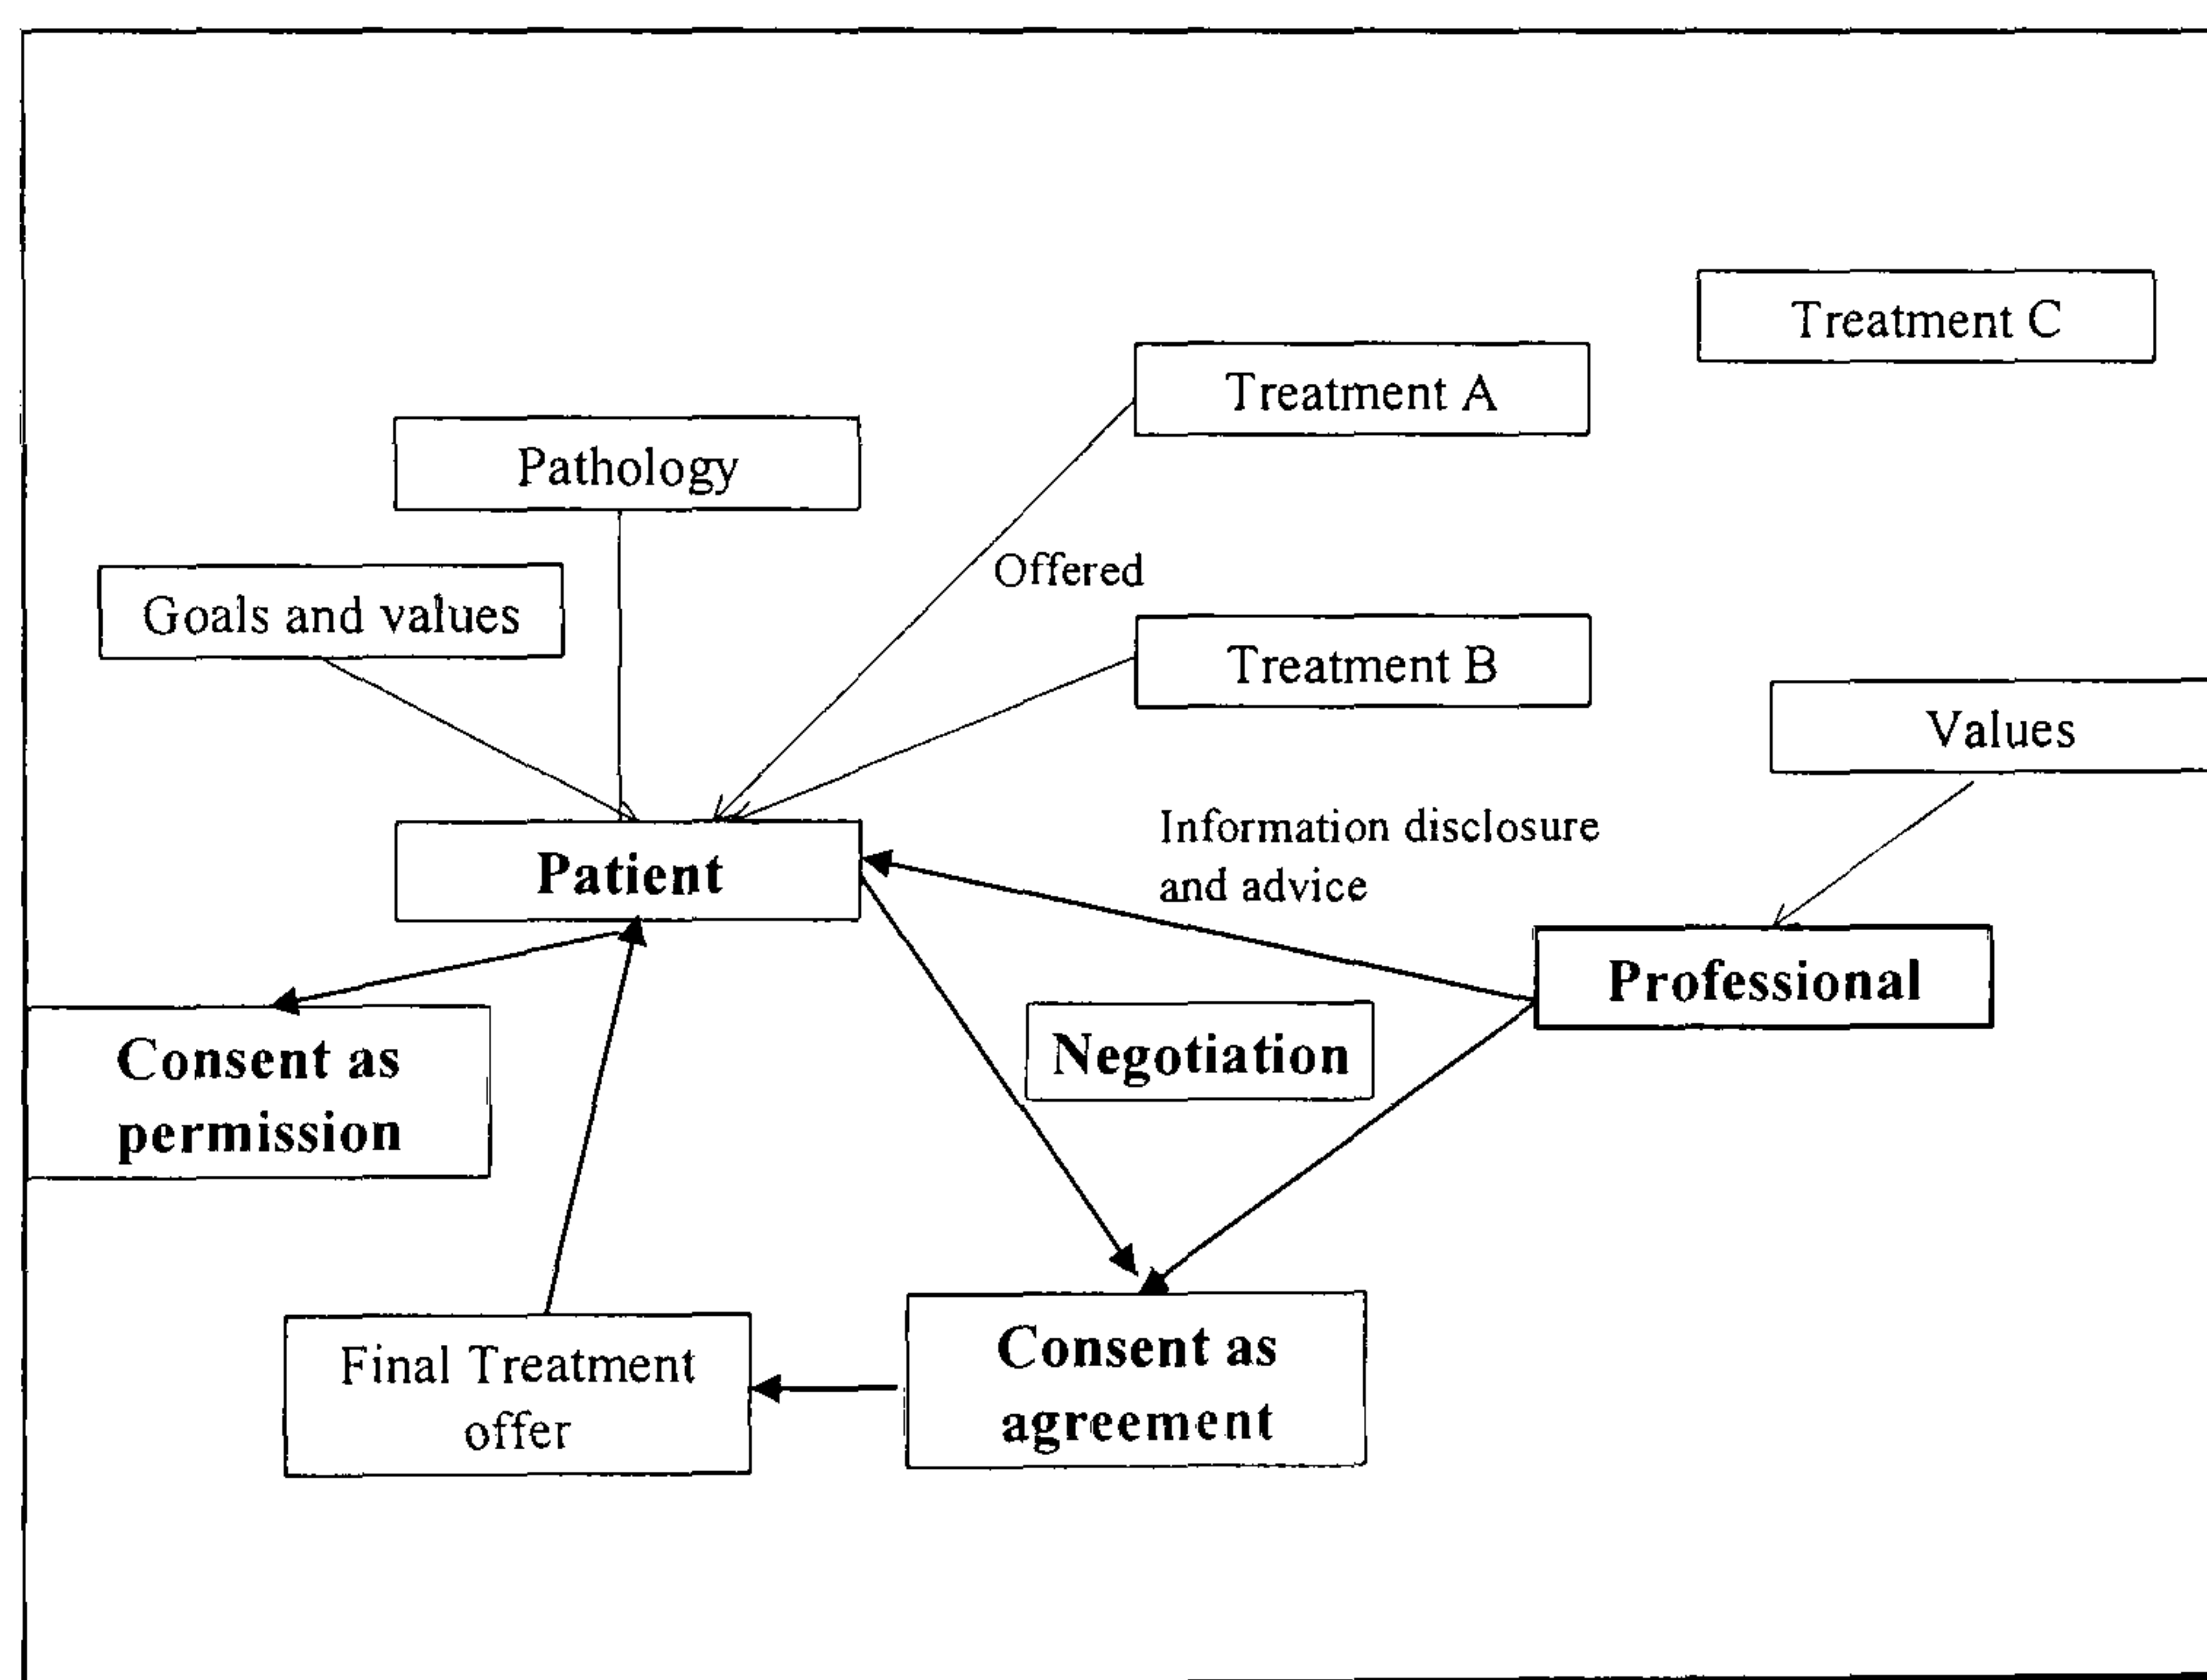 Treatment C
Treatment A
Pathology
Offered
Goals and values
Treatment B
Values
Information disclosure
and advice
Patient
Professional
Negotiation
Consent as
permission
Consent as
agreement
Final Treatment
offer